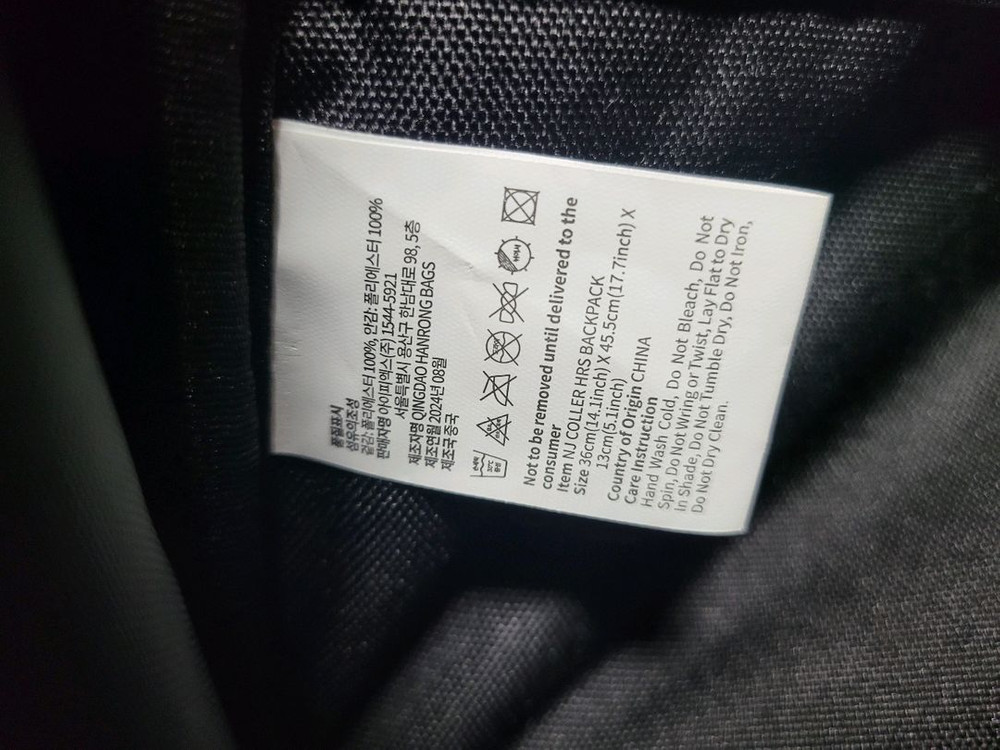 품질표시
섬유의조성
겉감: 폴리에스터 100%, 안감: 폴리에스터 100%
판매자명 아이피엑스(주) 1544-5921
서울특별시 용산구 한남대로 98, 5층
제조자명 QINGDAO HANRONG BAGS
제조연월 2024년 08월
제조국 중국
Not to be removed until delivered to the
consumer
Item NJ COLLER HRS BACKPACK
Size 36cm(14.1inch) X 45.5cm(17.7inch) X
13cm(5.1inch)
Country of Origin CHINA
Care Instruction
Hand Wash Cold, Do Not Bleach, Do Not
Spin, Do Not Wring or Twist, Lay Flat to Dry
In Shade, Do Not Tumble Dry, Do Not Iron,
Do Not Dry Clean.